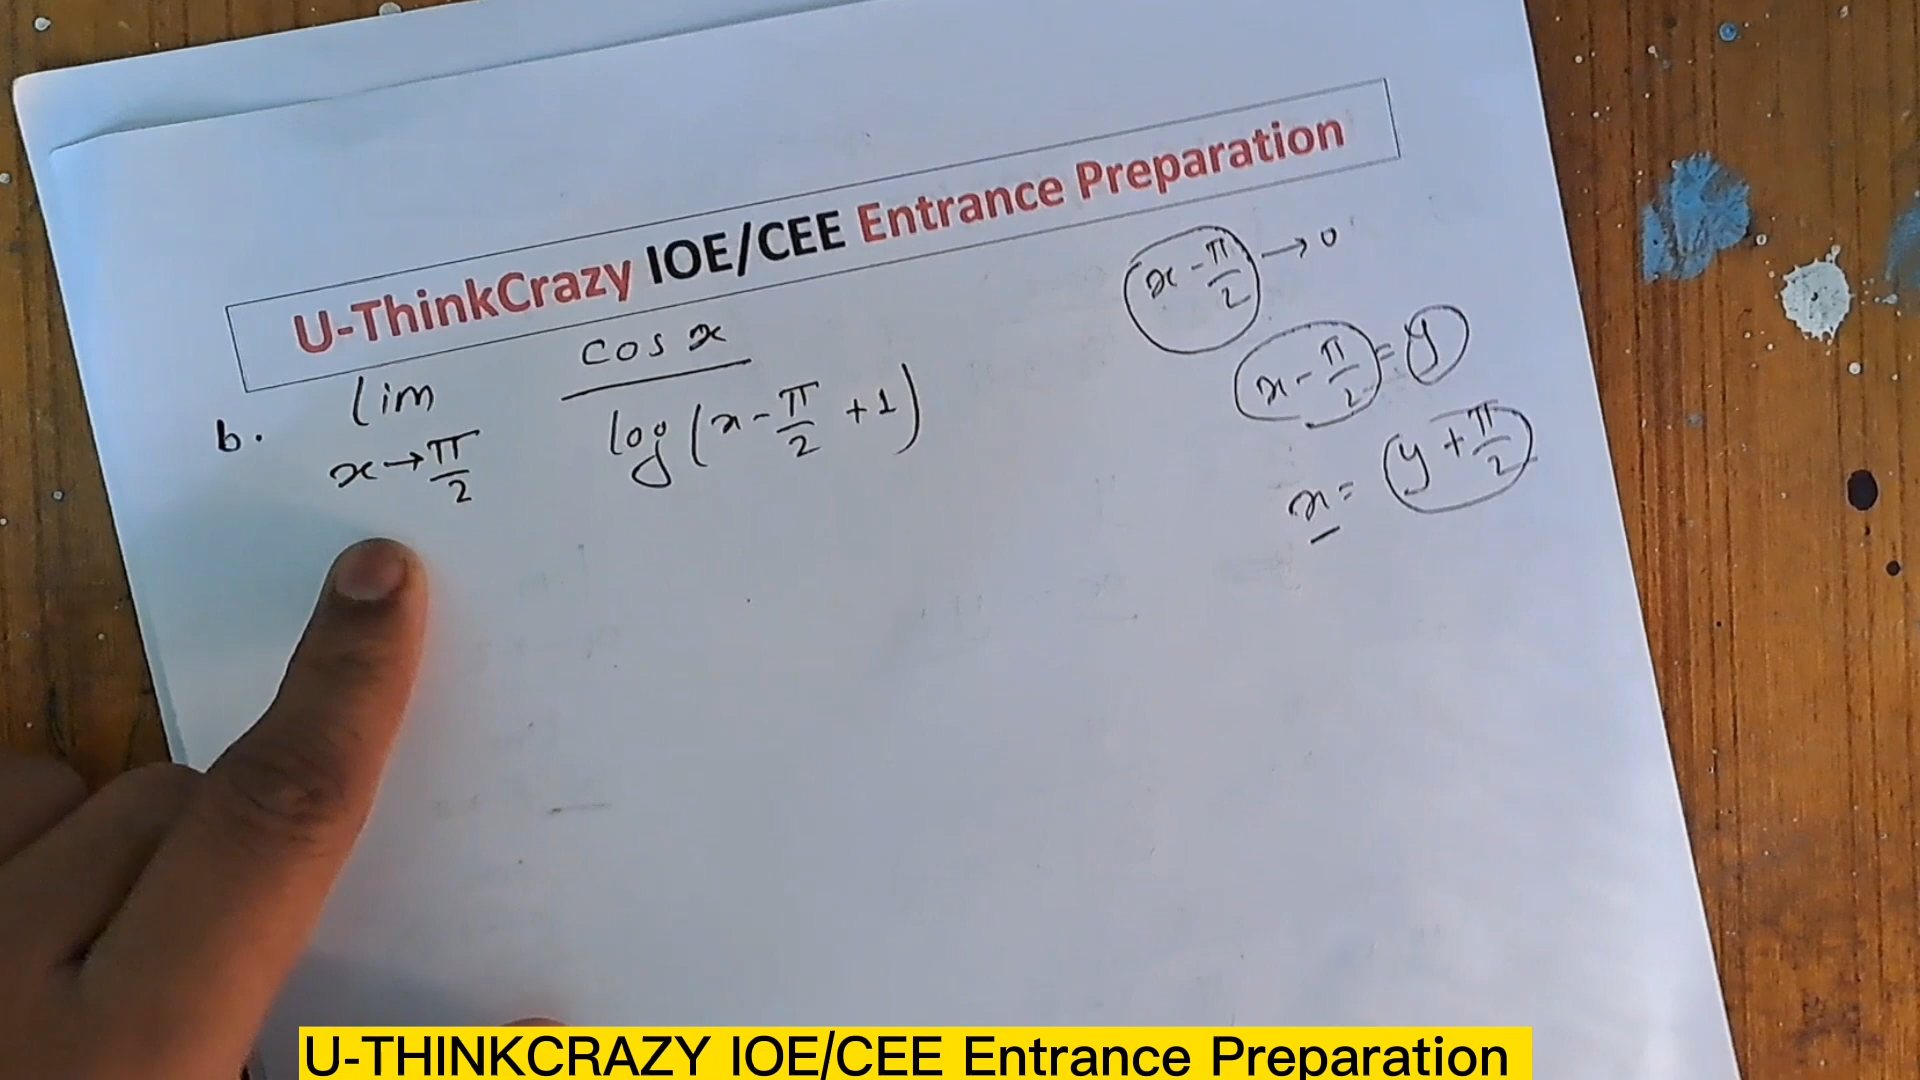 U-ThinkCrazy IOE/CEE Entrance Preparation
b. lim x→π/2 cos x / log(x - π/2 + 1)
x - π/2 → 0
x - π/2 = y
x = y + π/2
U-THINKCRAZY IOE/CEE Entrance Preparation